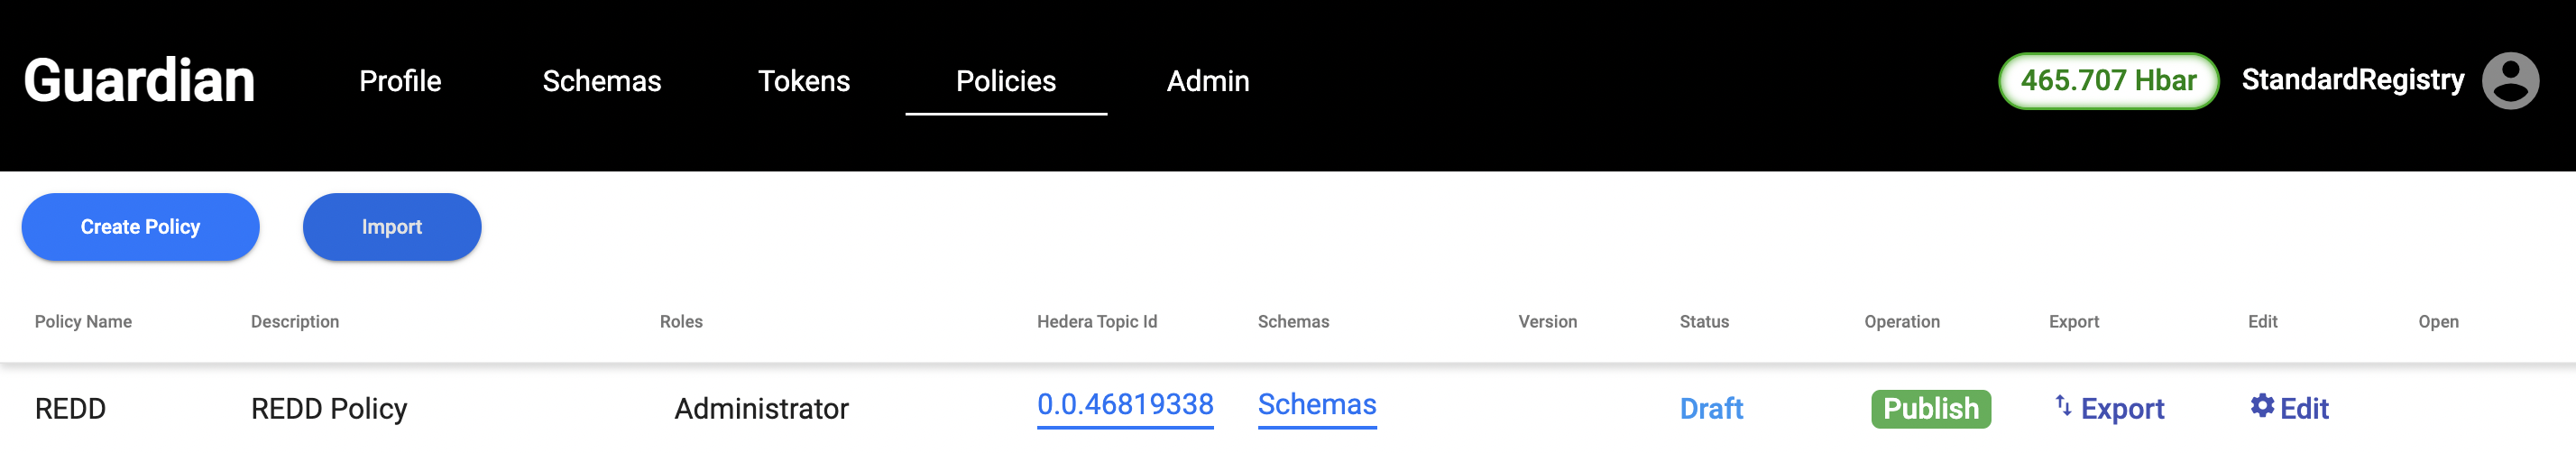 Guardian Profile Schemas Tokens Policies Admin 465.707 Hbar StandardRegistry
Create Policy Import
Policy Name Description Roles Hedera Topic Id Schemas Version Status Operation Export Edit Open
REDD REDD Policy Administrator 0.0.46819338 Schemas Draft Publish Export Edit